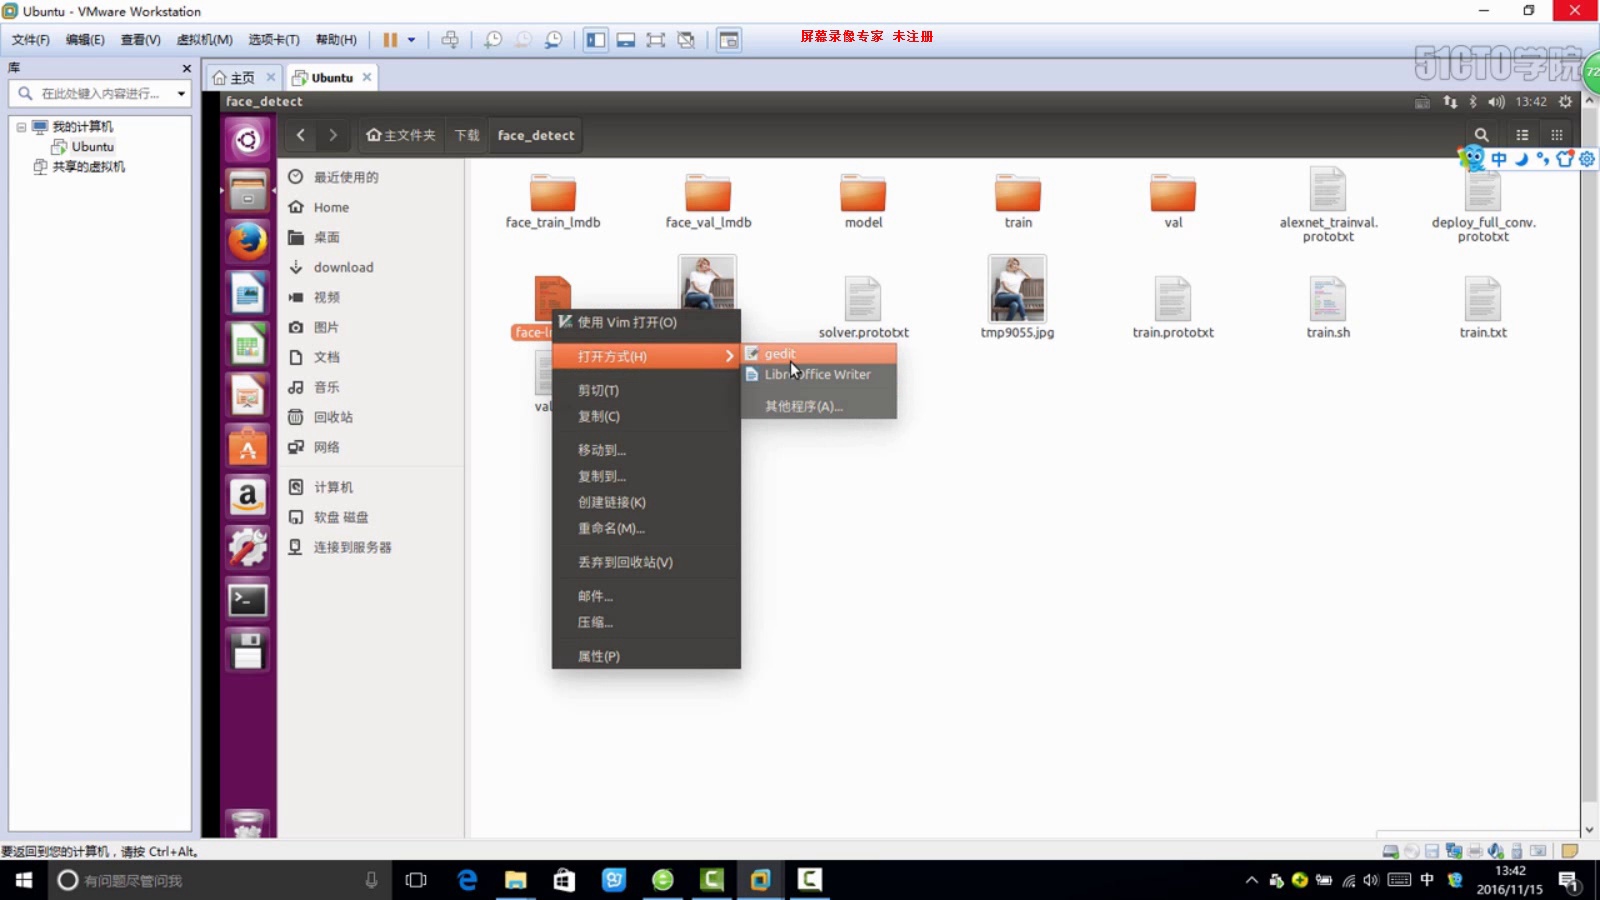 Ubuntu - VMware Workstation
文件(F) 编辑(E) 查看(V) 虚拟机(M) 选项卡(T) 帮助(H)
屏幕录像专家 未注册
51CTO学院
72
库
主页
Ubuntu
在此处键入内容进行...
face_detect
13:42
我的计算机
Ubuntu
共享的虚拟机
主文件夹 下载 face_detect
中
最近使用的
Home
桌面
download
视频
图片
文档
音乐
回收站
网络
计算机
软盘 磁盘
连接到服务器
face_train_lmdb
face_val_lmdb
model
train
val
alexnet_trainval.
prototxt
deploy_full_conv.
prototxt
face-l
solver.prototxt
tmp9055.jpg
train.prototxt
train.sh
train.txt
val
使用 Vim 打开(O)
打开方式(H)
剪切(T)
复制(C)
移动到...
复制到...
创建链接(K)
重命名(M)...
丢弃到回收站(V)
邮件...
压缩...
属性(P)
gedit
LibreOffice Writer
其他程序(A)...
要返回到您的计算机，请按 Ctrl+Alt。
有问题尽管问我
中
13:42
2016/11/15
1